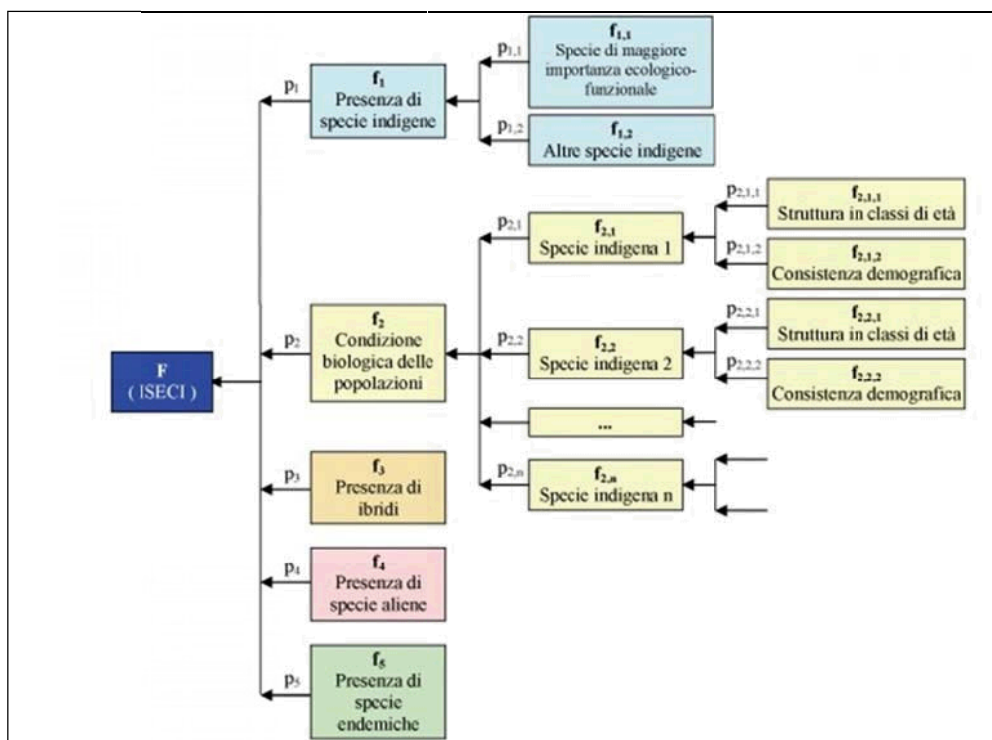 F
( ISECI )
p1
f1
Presenza di
specie indigene
p1,1
f1,1
Specie di maggiore
importanza ecologico-
funzionale
p1,2
f1,2
Altre specie indigene
p2
f2
Condizione
biologica delle
popolazioni
p2,1
f2,1
Specie indigena 1
p2,1,1
f2,1,1
Struttura in classi di età
p2,1,2
f2,1,2
Consistenza demografica
p2,2
f2,2
Specie indigena 2
p2,2,1
f2,2,1
Struttura in classi di età
p2,2,2
f2,2,2
Consistenza demografica
...
p2,n
f2,n
Specie indigena n
p3
f3
Presenza di
ibridi
p4
f4
Presenza di
specie aliene
p5
f5
Presenza di
specie
endemiche